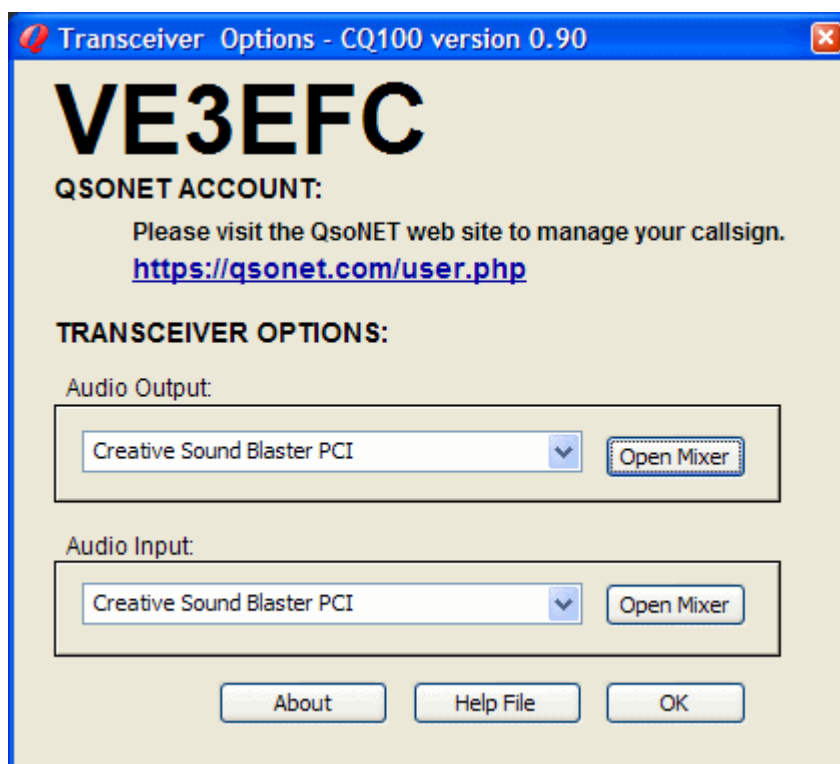 Transceiver Options - CQ100 version 0.90
VE3EFC
QSONET ACCOUNT:
Please visit the QsoNET web site to manage your callsign.
https://qsonet.com/user.php
TRANSCEIVER OPTIONS:
Audio Output:
Creative Sound Blaster PCI Open Mixer
Audio Input:
Creative Sound Blaster PCI Open Mixer
About Help File OK